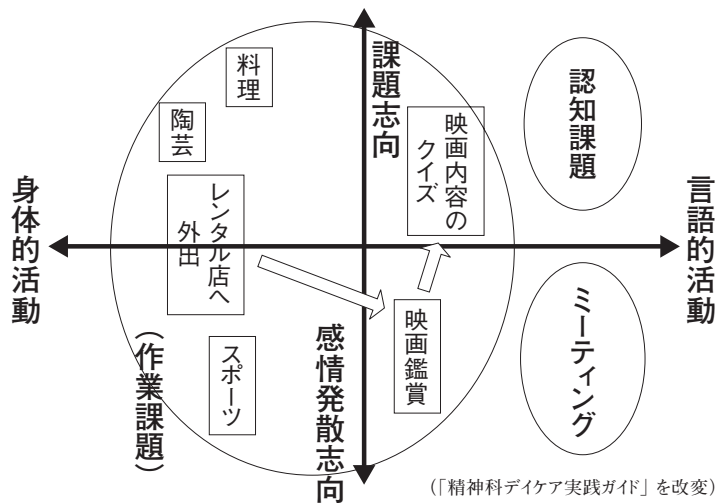 課題志向
料理
陶芸
映画内容の
クイズ
認知課題
身体的活動
言語的活動
レンタル店へ
外出
(作業課題)
スポーツ
感情発散志向
映画鑑賞
ミーティング
(「精神科デイケア実践ガイド」を改変)